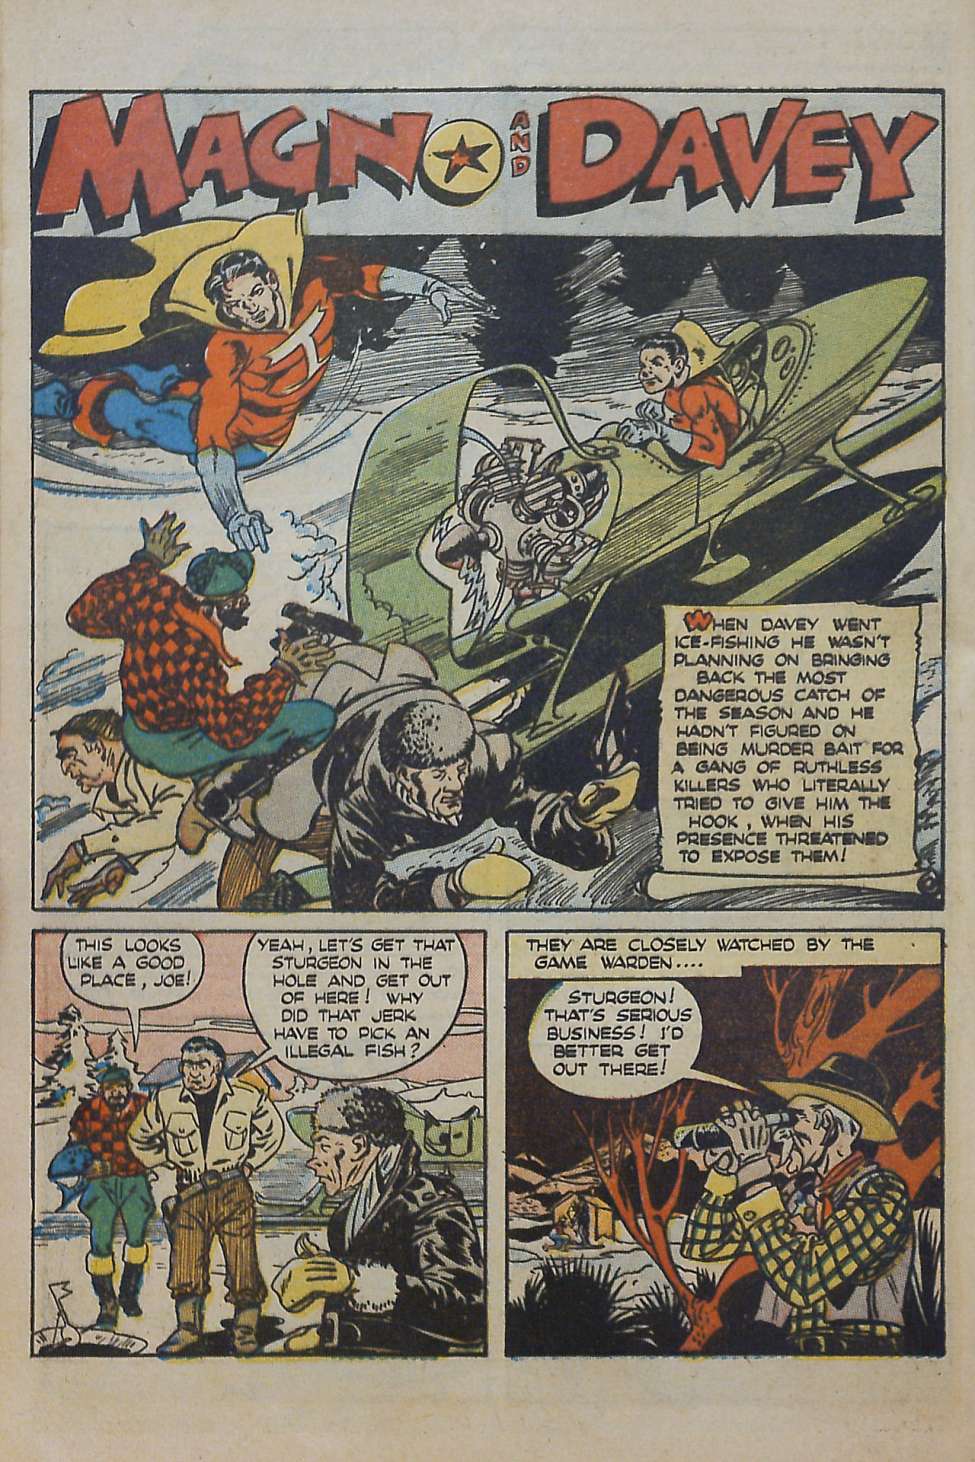 MAGNO AND DAVEY
WHEN DAVEY WENT
ICE-FISHING HE WASN'T
PLANNING ON BRINGING
BACK THE MOST
DANGEROUS CATCH OF
THE SEASON AND HE
HADN'T FIGURED ON
BEING MURDER BAIT FOR
A GANG OF RUTHLESS
KILLERS WHO LITERALLY
TRIED TO GIVE HIM THE
HOOK, WHEN HIS
PRESENCE THREATENED
TO EXPOSE THEM!
THIS LOOKS
LIKE A GOOD
PLACE, JOE!
YEAH, LET'S GET THAT
STURGEON IN THE
HOLE AND GET OUT
OF HERE! WHY
DID THAT JERK
HAVE TO PICK AN
ILLEGAL FISH?
THEY ARE CLOSELY WATCHED BY THE
GAME WARDEN....
STURGEON!
THAT'S SERIOUS
BUSINESS! I'D
BETTER GET
OUT THERE!